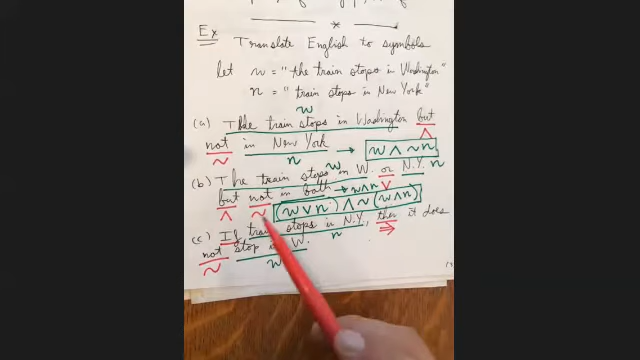 Ex Translate English to symbols
let w = "the train stops in Washington"
n = "train stops in New York"
w
(a) The train stops in Washington but
∧
not in New York → w ∧ ~n
~ n
w
(b) The train stops in W. or N.Y. n
∨
but not in both → w∧n
∧ ~ (w ∨ n) ∧ ~(w ∧ n)
(c) If train stops in N.Y., then it does
n ⇒
not stop in W.
~ w